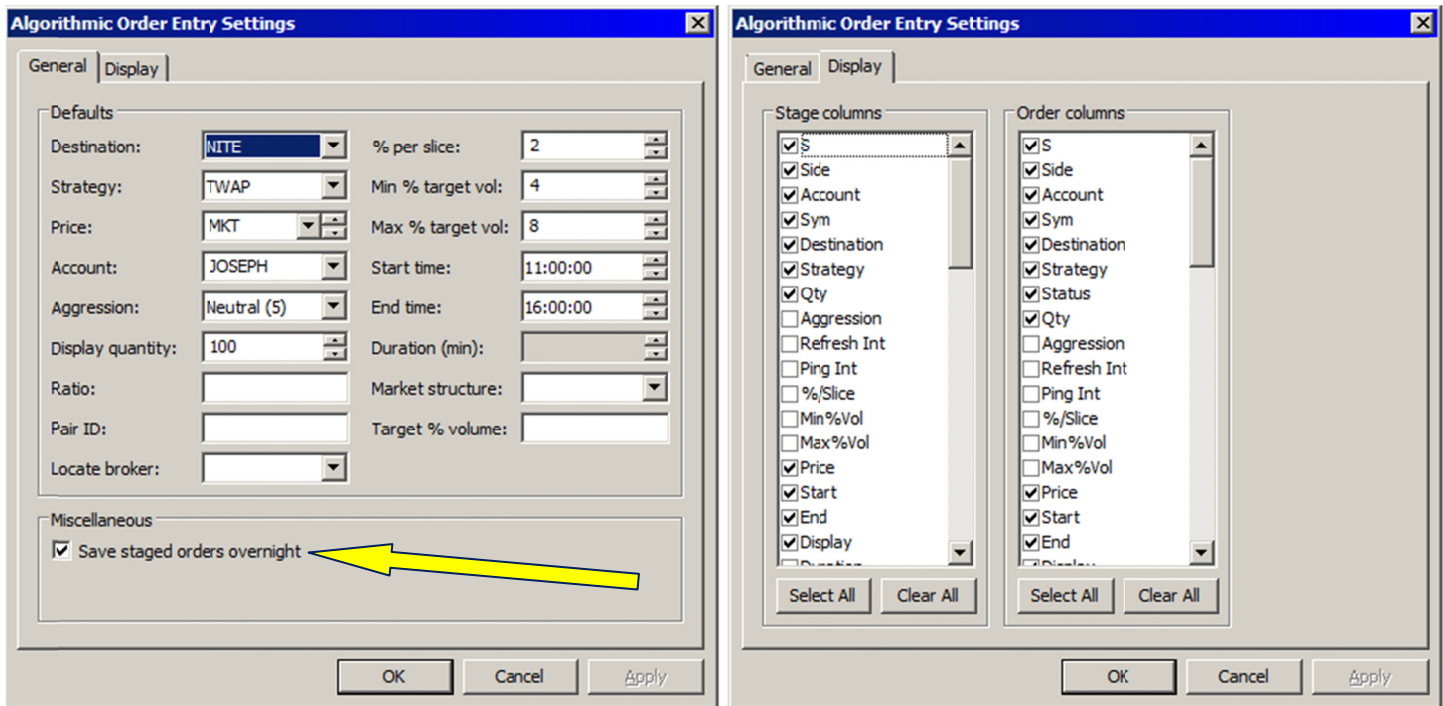 Algorithmic Order Entry Settings
General Display
Defaults
Destination: NITE % per slice: 2
Strategy: TWAP Min % target vol: 4
Price: MKT Max % target vol: 8
Account: JOSEPH Start time: 11:00:00
Aggression: Neutral (5) End time: 16:00:00
Display quantity: 100 Duration (min):
Ratio: Market structure:
Pair ID: Target % volume:
Locate broker:
Miscellaneous
Save staged orders overnight
OK Cancel Apply
Algorithmic Order Entry Settings
General Display
Stage columns
S
Side
Account
Sym
Destination
Strategy
Qty
Aggression
Refresh Int
Ping Int
%/Slice
Min%Vol
Max%Vol
Price
Start
End
Display
Duration
Select All Clear All
Order columns
S
Side
Account
Sym
Destination
Strategy
Status
Qty
Aggression
Refresh Int
Ping Int
%/Slice
Min%Vol
Max%Vol
Price
Start
End
Display
Select All Clear All
OK Cancel Apply